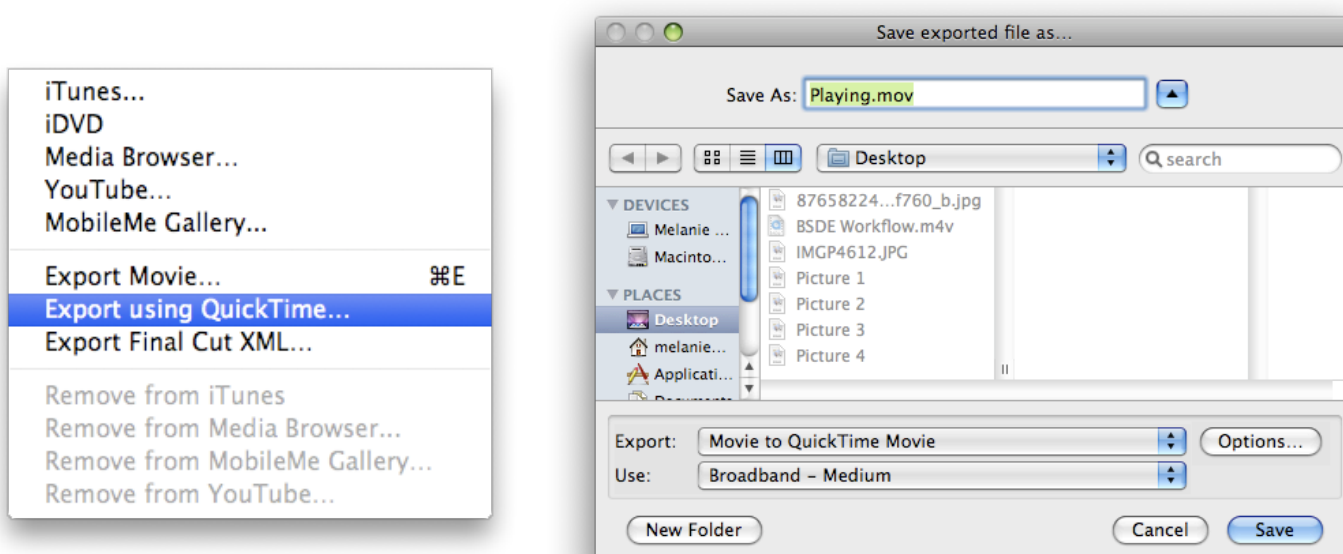 iTunes...
iDVD
Media Browser...
YouTube...
MobileMe Gallery...
Export Movie... ⌘E
Export using QuickTime...
Export Final Cut XML...
Remove from iTunes
Remove from Media Browser...
Remove from MobileMe Gallery...
Remove from YouTube...
Save exported file as...
Save As: Playing.mov
Desktop
search
DEVICES
Melanie ...
Macinto...
PLACES
Desktop
melanie...
Applicati...
Documents
87658224...f760_b.jpg
BSDE Workflow.m4v
IMGP4612.JPG
Picture 1
Picture 2
Picture 3
Picture 4
Export: Movie to QuickTime Movie Options...
Use: Broadband – Medium
New Folder Cancel Save